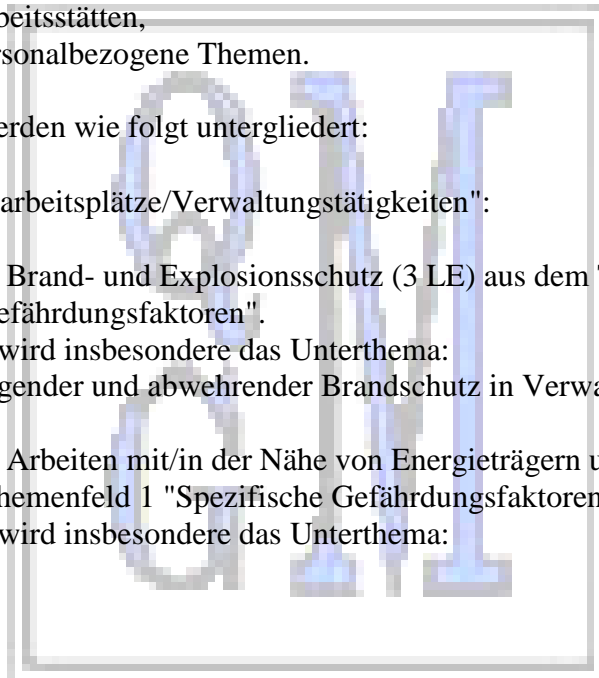 beitsstätten,
rsonalbezogene Themen.
erden wie folgt untergliedert:
arbeitsplätze/Verwaltungstätigkeiten":
Brand- und Explosionsschutz (3 LE) aus dem
efährdungsfaktoren".
wird insbesondere das Unterthema:
gender und abwehrender Brandschutz in Verwa
Arbeiten mit/in der Nähe von Energieträgern u
hemenfeld 1 "Spezifische Gefährdungsfaktoren
wird insbesondere das Unterthema:
Q M
G